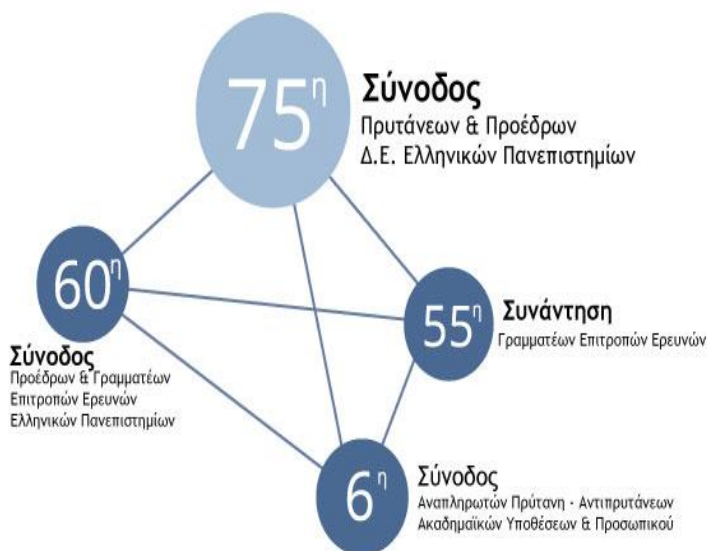 75η
Σύνοδος
Πρυτάνεων & Προέδρων
Δ.Ε. Ελληνικών Πανεπιστημίων
60η
Σύνοδος
Προέδρων & Γραμματέων
Επιτροπών Ερευνών
Ελληνικών Πανεπιστημίων
55η
Συνάντηση
Γραμματέων Επιτροπών Ερευνών
6η
Σύνοδος
Αναπληρωτών Πρύτανη - Αντιπρυτάνεων
Ακαδημαϊκών Υποθέσεων & Προσωπικού